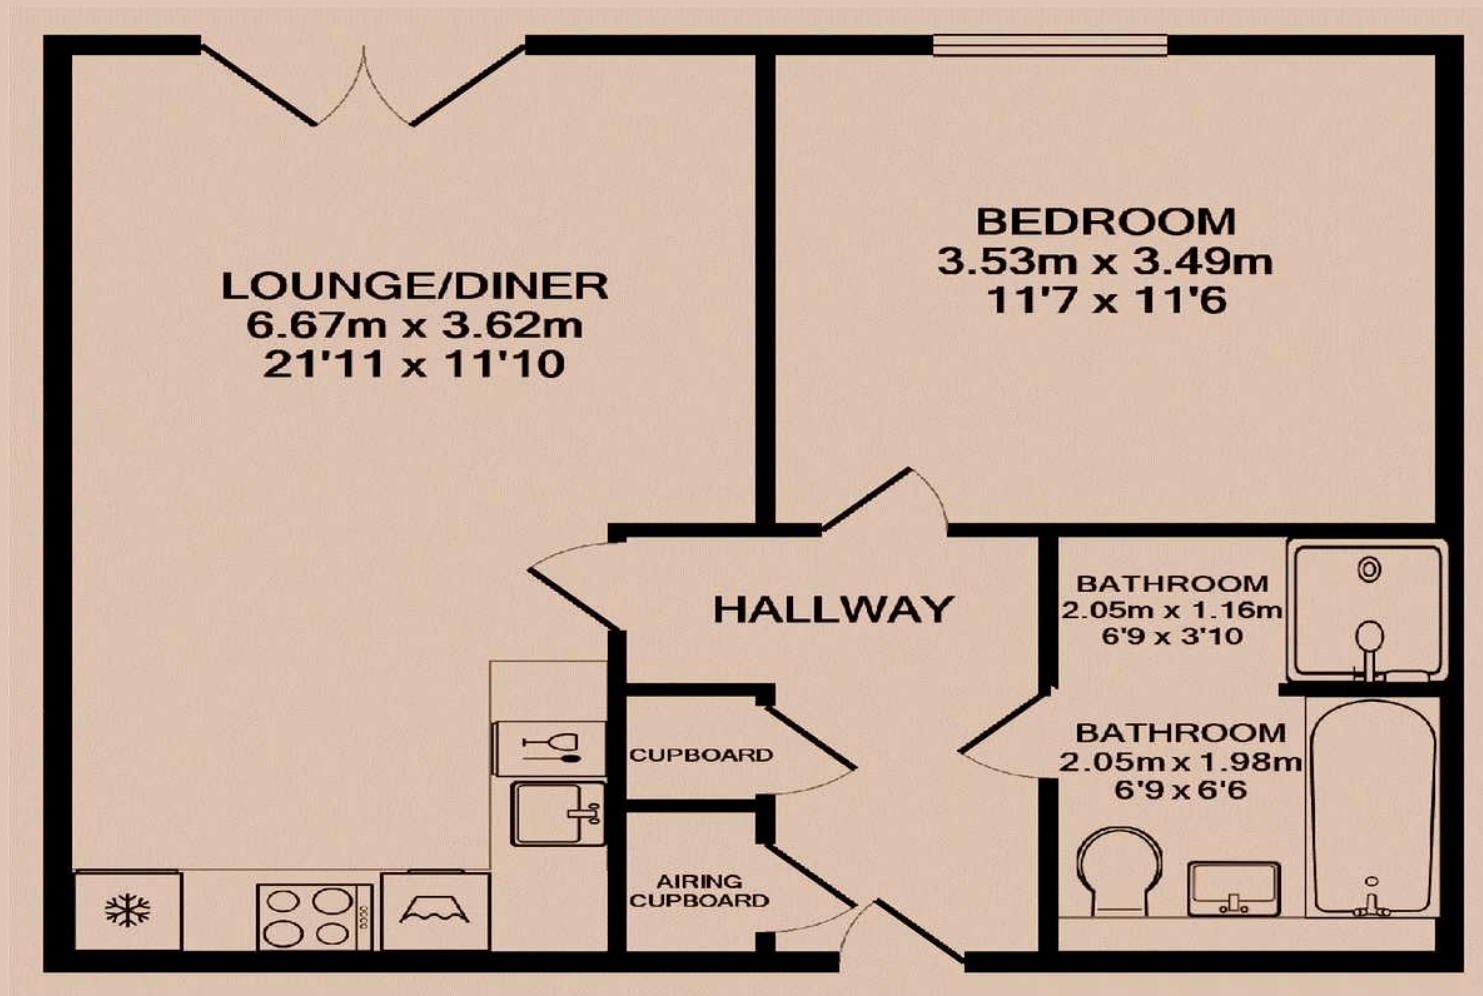 LOUNGE/DINER
6.67m x 3.62m
21'11 x 11'10
BEDROOM
3.53m x 3.49m
11'7 x 11'6
HALLWAY
BATHROOM
2.05m x 1.16m
6'9 x 3'10
CUPBOARD
BATHROOM
2.05m x 1.98m
6'9 x 6'6
AIRING
CUPBOARD